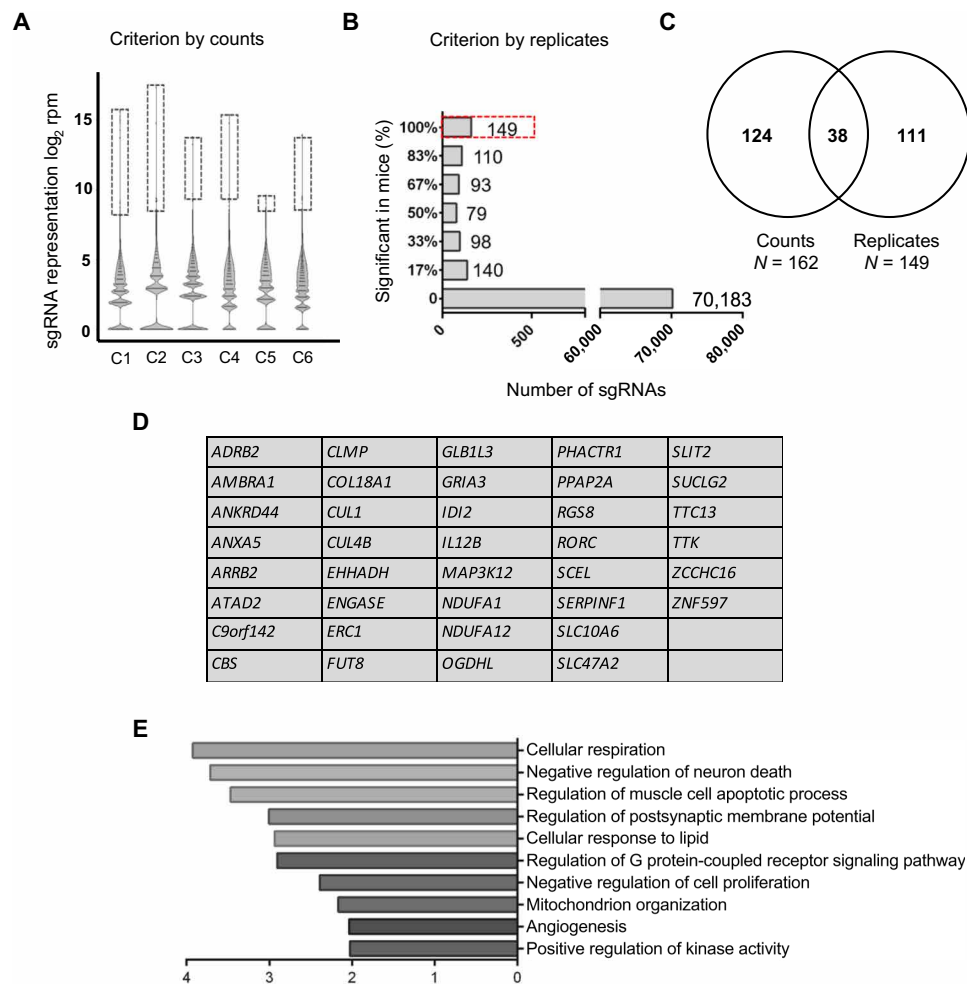 A
Criterion by counts
sgRNA representation log2 rpm
15
10
5
0
C1 C2 C3 C4 C5 C6
B
Criterion by replicates
Significant in mice (%)
100% 149
83% 110
67% 93
50% 79
33% 98
17% 140
0 70,183
0 500 60,000 70,000 80,000
Number of sgRNAs
C
124 38 111
Counts Replicates
N = 162 N = 149
D
ADRB2 CLMP GLB1L3 PHACTR1 SLIT2
AMBRA1 COL18A1 GRIA3 PPAP2A SUCLG2
ANKRD44 CUL1 IDI2 RGS8 TTC13
ANXA5 CUL4B IL12B RORC TTK
ARRB2 EHHADH MAP3K12 SCEL ZCCHC16
ATAD2 ENGASE NDUFA1 SERPINF1 ZNF597
C9orf142 ERC1 NDUFA12 SLC10A6
CBS FUT8 OGDHL SLC47A2
E
Cellular respiration
Negative regulation of neuron death
Regulation of muscle cell apoptotic process
Regulation of postsynaptic membrane potential
Cellular response to lipid
Regulation of G protein-coupled receptor signaling pathway
Negative regulation of cell proliferation
Mitochondrion organization
Angiogenesis
Positive regulation of kinase activity
4 3 2 1 0